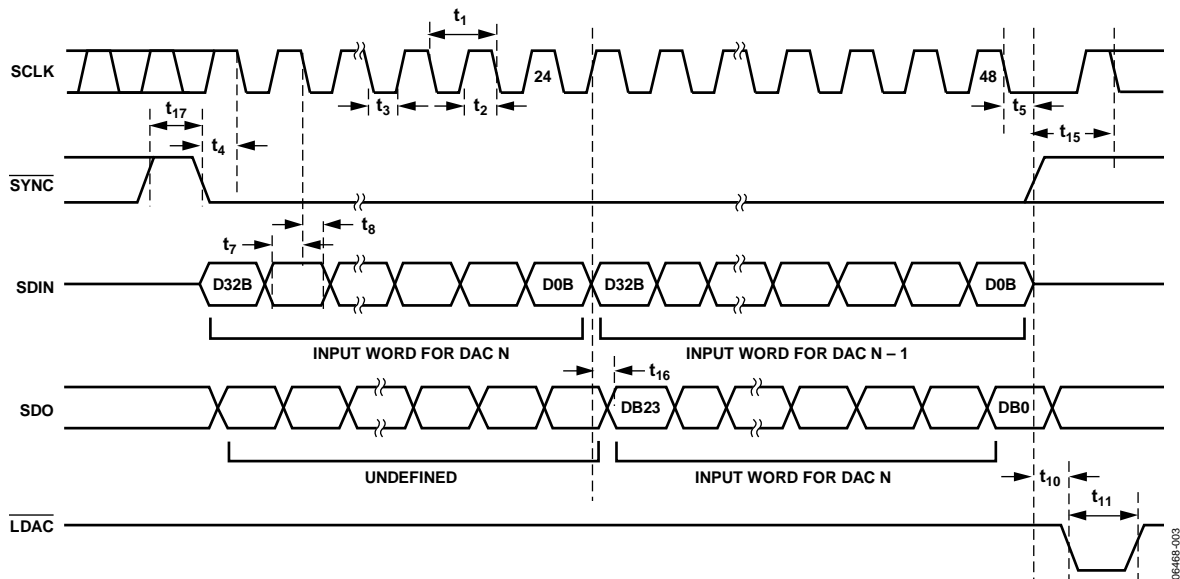 t1
SCLK
24
48
t3
t2
t5
t17
t4
t15
SYNC
t8
t7
SDIN
D32B
D0B
D32B
D0B
INPUT WORD FOR DAC N
INPUT WORD FOR DAC N – 1
t16
SDO
DB23
DB0
UNDEFINED
INPUT WORD FOR DAC N
t10
t11
LDAC
06468-003